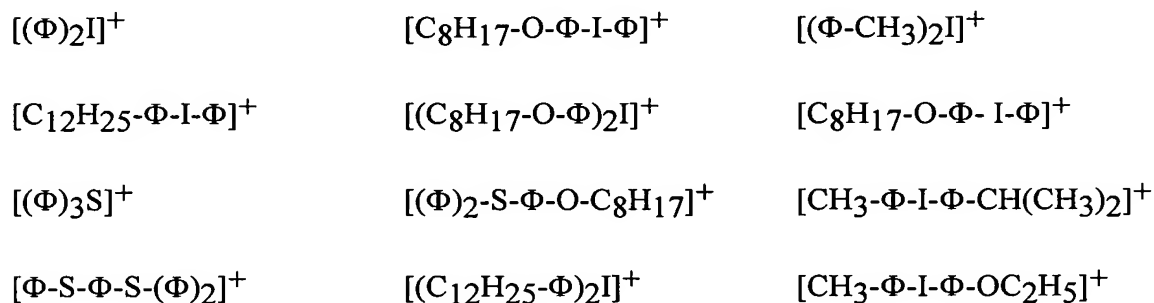 [(Φ)2I]+ [C8H17-O-Φ-I-Φ]+ [(Φ-CH3)2I]+
[C12H25-Φ-I-Φ]+ [(C8H17-O-Φ)2I]+ [C8H17-O-Φ- I-Φ]+
[(Φ)3S]+ [(Φ)2-S-Φ-O-C8H17]+ [CH3-Φ-I-Φ-CH(CH3)2]+
[Φ-S-Φ-S-(Φ)2]+ [(C12H25-Φ)2I]+ [CH3-Φ-I-Φ-OC2H5]+